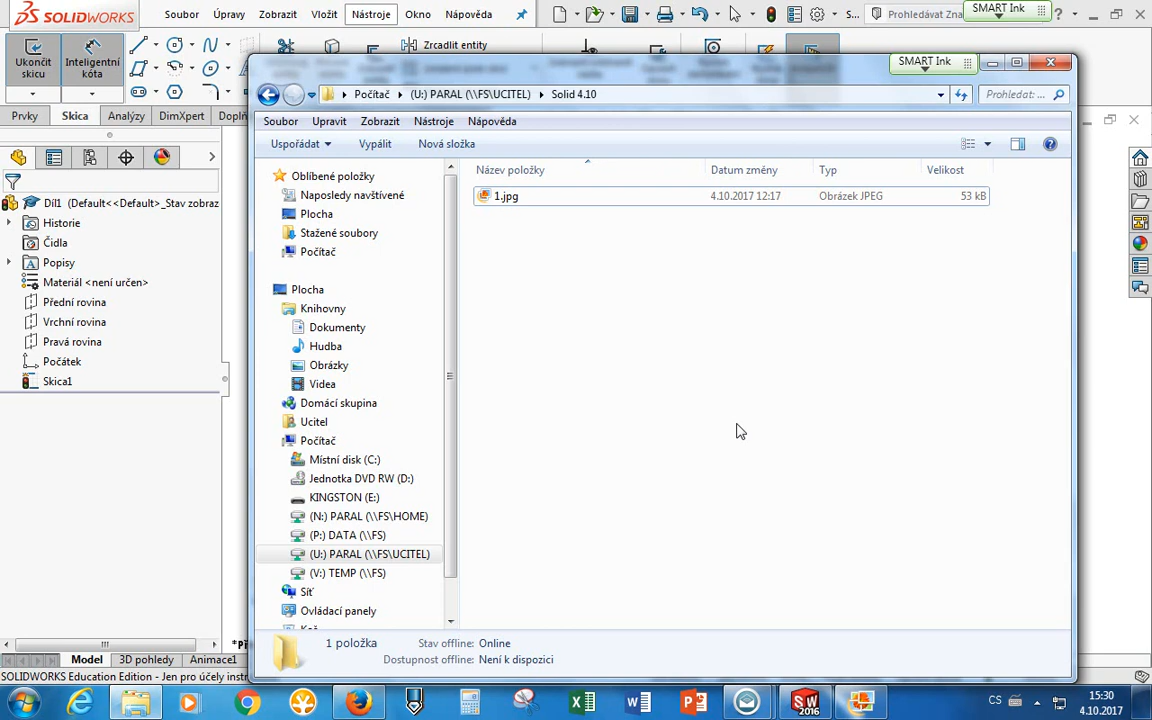 SOLIDWORKS Soubor Úpravy Zobrazit Vložit Nástroje Okno Nápověda S... Prohledávat Zna SMART Ink ?
Ukončit skicu
Inteligentní kóta
Zrcadlit entity
Prvky Skica Analýzy DimXpert Doplň
Díl1 (Default<<Default>_Stav zobraz
Historie
Čidla
Popisy
Materiál <není určen>
Přední rovina
Vrchní rovina
Pravá rovina
Počátek
Skica1
SMART Ink
Počítač (U:) PARAL (\\FS\UCITEL) Solid 4.10 Prohledat: ...
Soubor Úpravy Zobrazit Nástroje Nápověda
Uspořádat Vypálit Nová složka
Oblíbené položky
Naposledy navštívené
Plocha
Stažené soubory
Počítač
Plocha
Knihovny
Dokumenty
Hudba
Obrázky
Videa
Domácí skupina
Ucitel
Počítač
Místní disk (C:)
Jednotka DVD RW (D:)
KINGSTON (E:)
(N:) PARAL (\\FS\HOME)
(P:) DATA (\\FS)
(U:) PARAL (\\FS\UCITEL)
(V:) TEMP (\\FS)
Síť
Ovládací panely
Název položky Datum změny Typ Velikost
1.jpg 4.10.2017 12:17 Obrázek JPEG 53 kB
1 položka Stav offline: Online
Dostupnost offline: Není k dispozici
Model 3D pohledy Animace1
SOLIDWORKS Education Edition - Jen pro účely inst
SW 2016
CS 15:30
4.10.2017